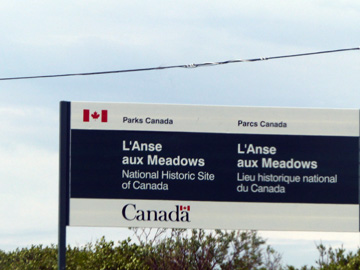 Parks Canada
Parcs Canada
L'Anse
aux Meadows
National Historic Site
of Canada
L'Anse
aux Meadows
Lieu historique national
du Canada
Canada